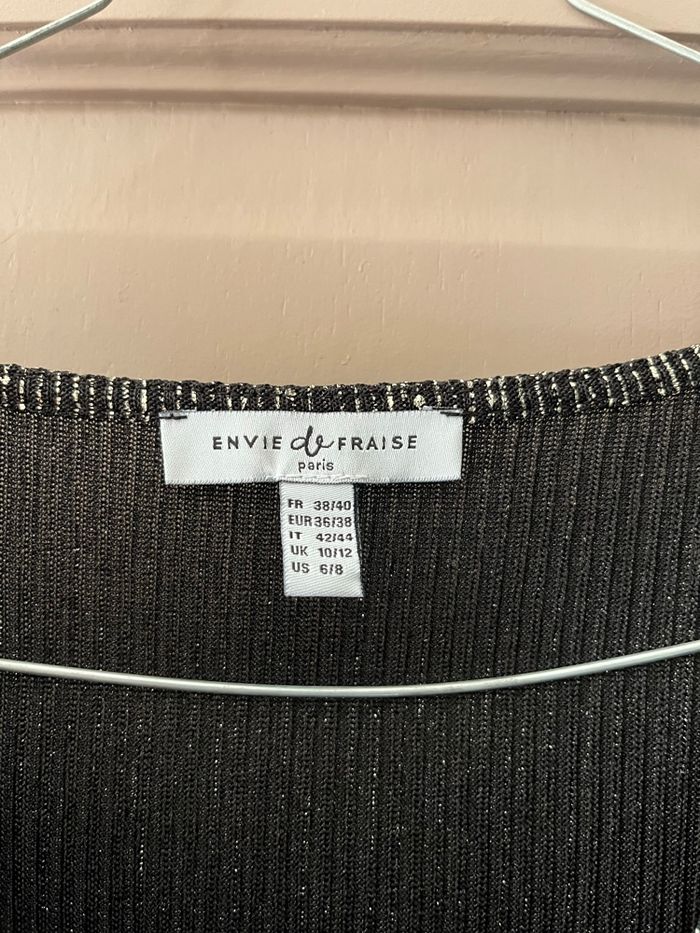 ENVIE de FRAISE
paris
FR 38/40
EUR 36/38
IT 42/44
UK 10/12
US 6/8